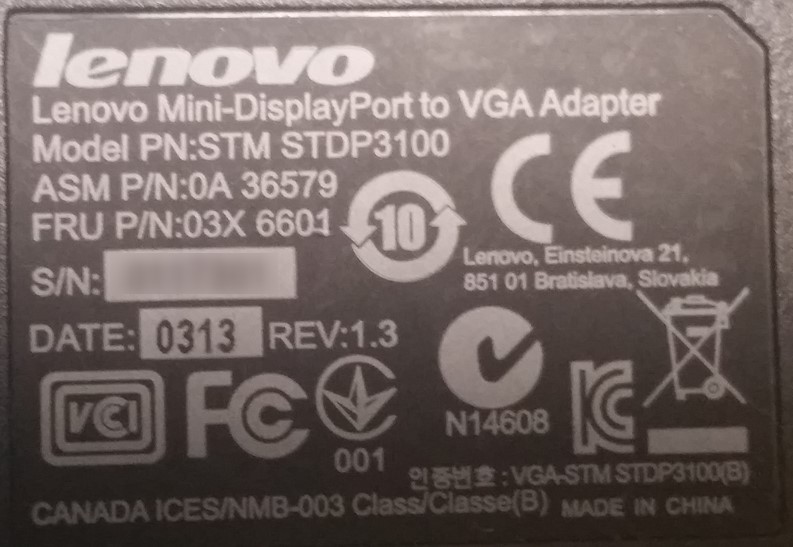 lenovo
Lenovo Mini-DisplayPort to VGA Adapter
Model PN:STM STDP3100
ASM P/N:0A 36579
FRU P/N:03X 6601
10
CE
Lenovo, Einsteinova 21,
851 01 Bratislava, Slovakia
S/N:
DATE: 0313 REV:1.3
VCI
FC
001
N14608
KC
인증번호 : VGA-STM STDP3100(B)
CANADA ICES/NMB-003 Class/Classe(B) MADE IN CHINA